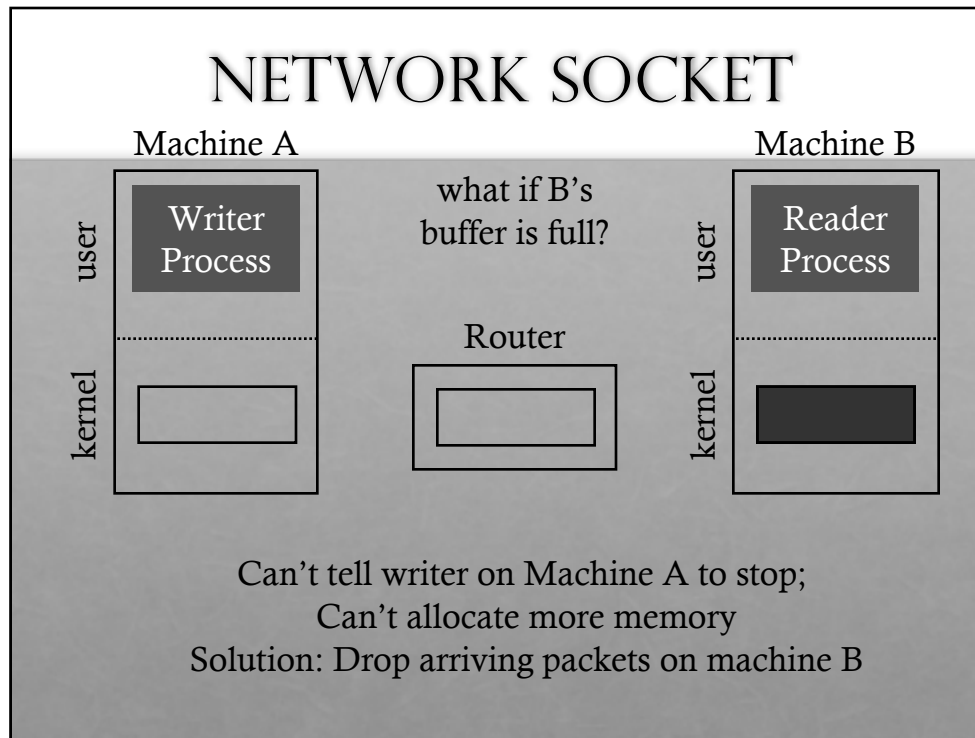 NETWORK SOCKET
Machine A
Machine B
what if B's
buffer is full?
user
Writer
Process
user
Reader
Process
Router
kernel
kernel
Can't tell writer on Machine A to stop;
Can't allocate more memory
Solution: Drop arriving packets on machine B